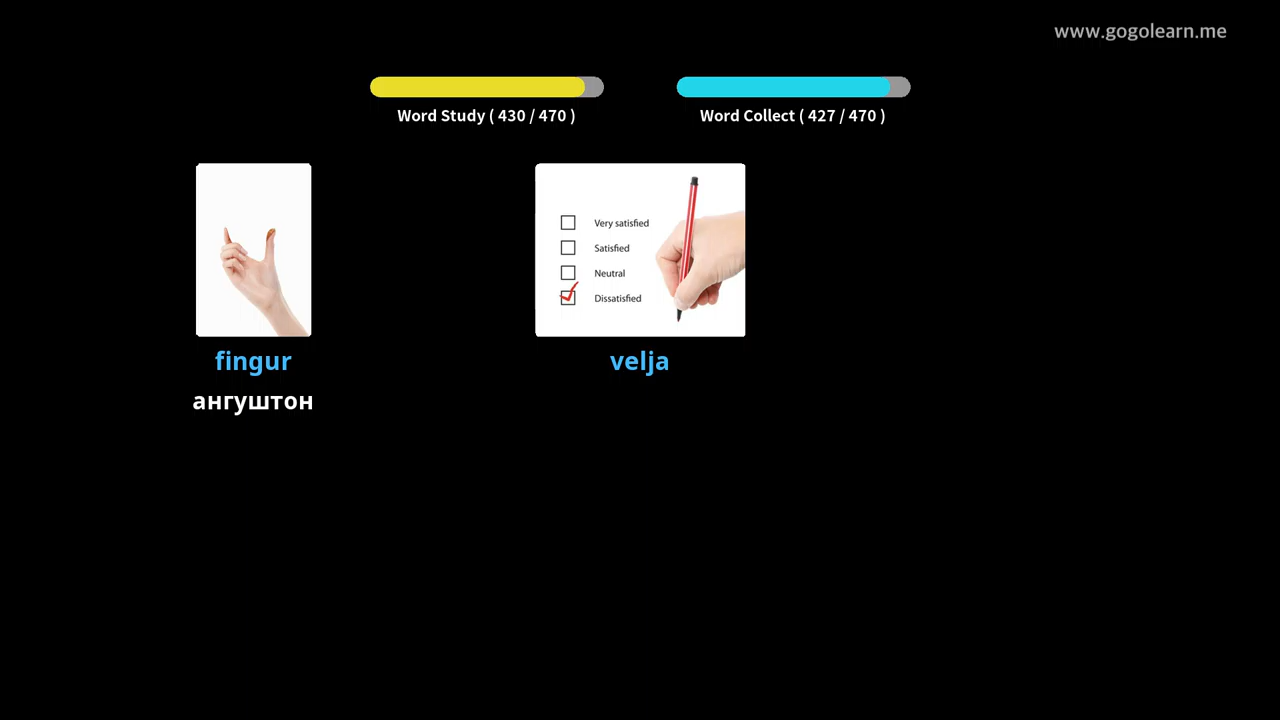 www.gogolearn.me
Word Study ( 430 / 470 )
Word Collect ( 427 / 470 )
Very satisfied
Satisfied
Neutral
Dissatisfied
fingur
velja
ангуштон